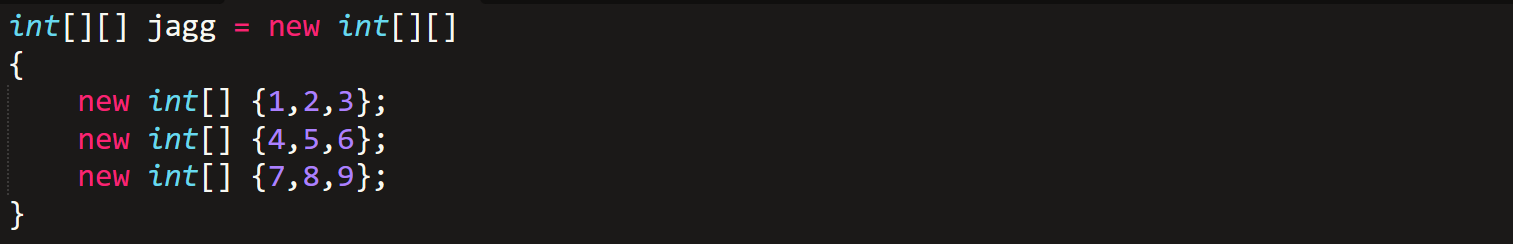 int[][] jagg = new int[][]
{
    new int[] {1,2,3};
    new int[] {4,5,6};
    new int[] {7,8,9};
}